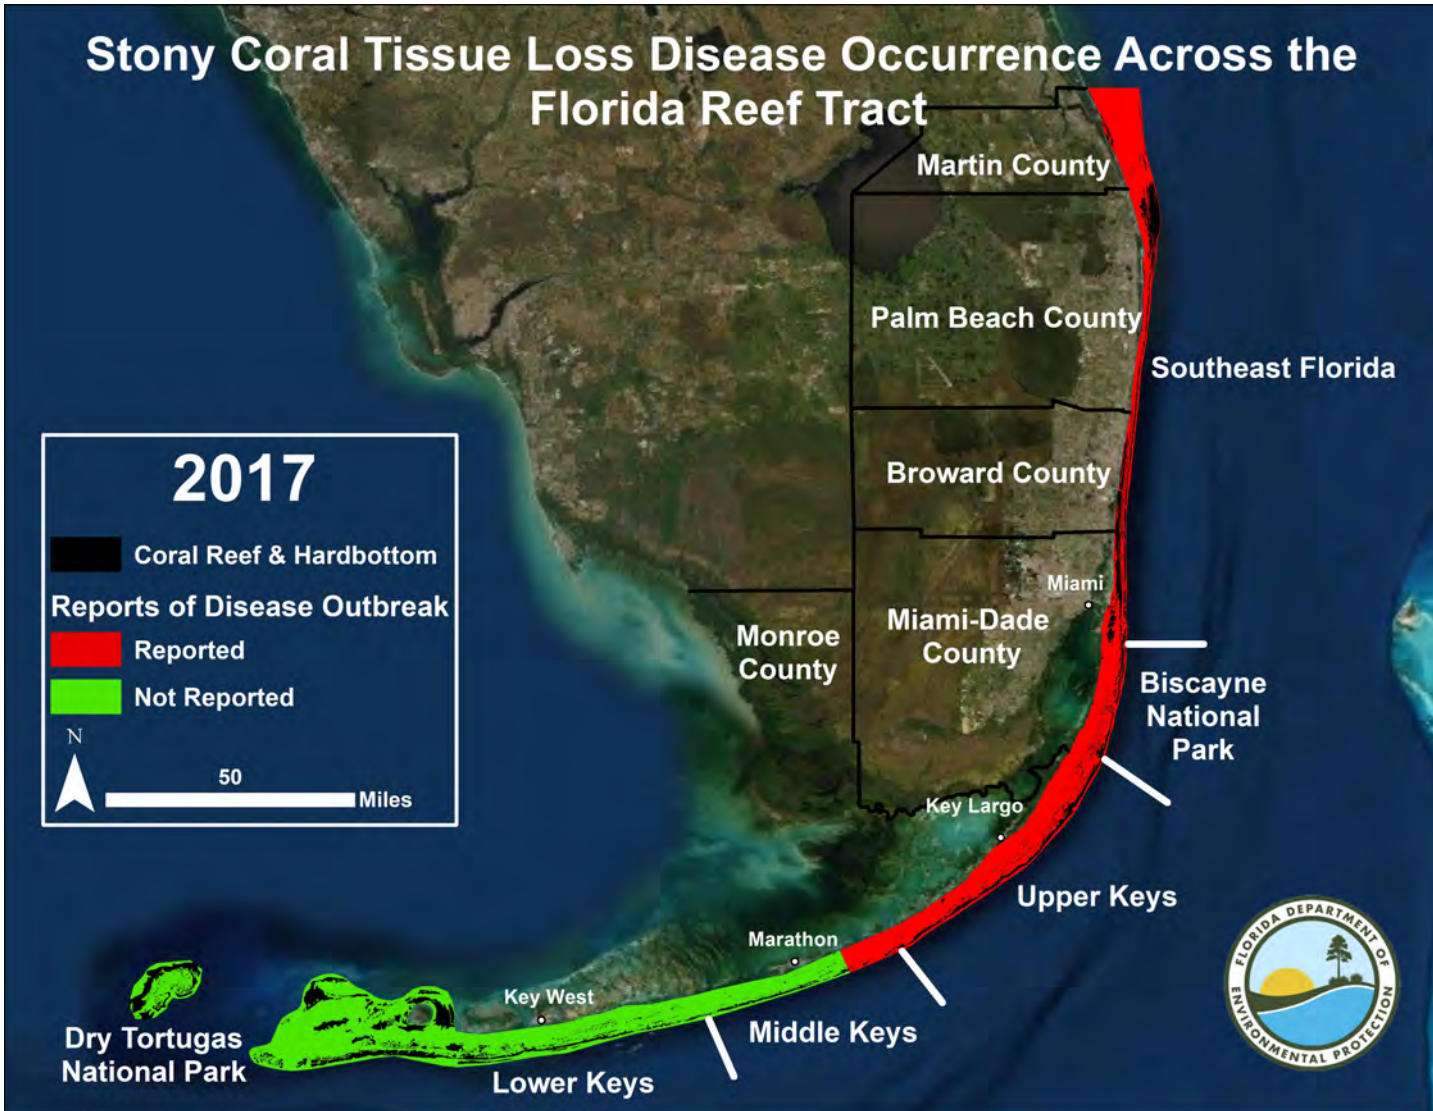 Stony Coral Tissue Loss Disease Occurrence Across the
Florida Reef Tract
Martin County
Palm Beach County
Southeast Florida
Broward County
2017
Coral Reef & Hardbottom
Reports of Disease Outbreak
Reported
Not Reported
N
50
Miles
Miami
Miami-Dade
County
Monroe
County
Biscayne
National
Park
Key Largo
Upper Keys
Marathon
Key West
Middle Keys
Dry Tortugas
National Park
Lower Keys
FLORIDA DEPARTMENT OF
ENVIRONMENTAL PROTECTION